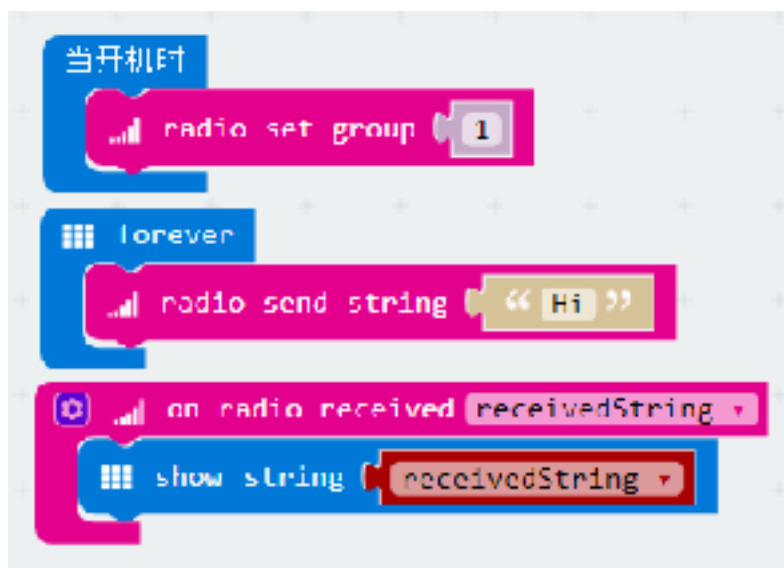 当开机时
radio set group 1
forever
radio send string “ Hi ”
on radio received receivedString
show string receivedString